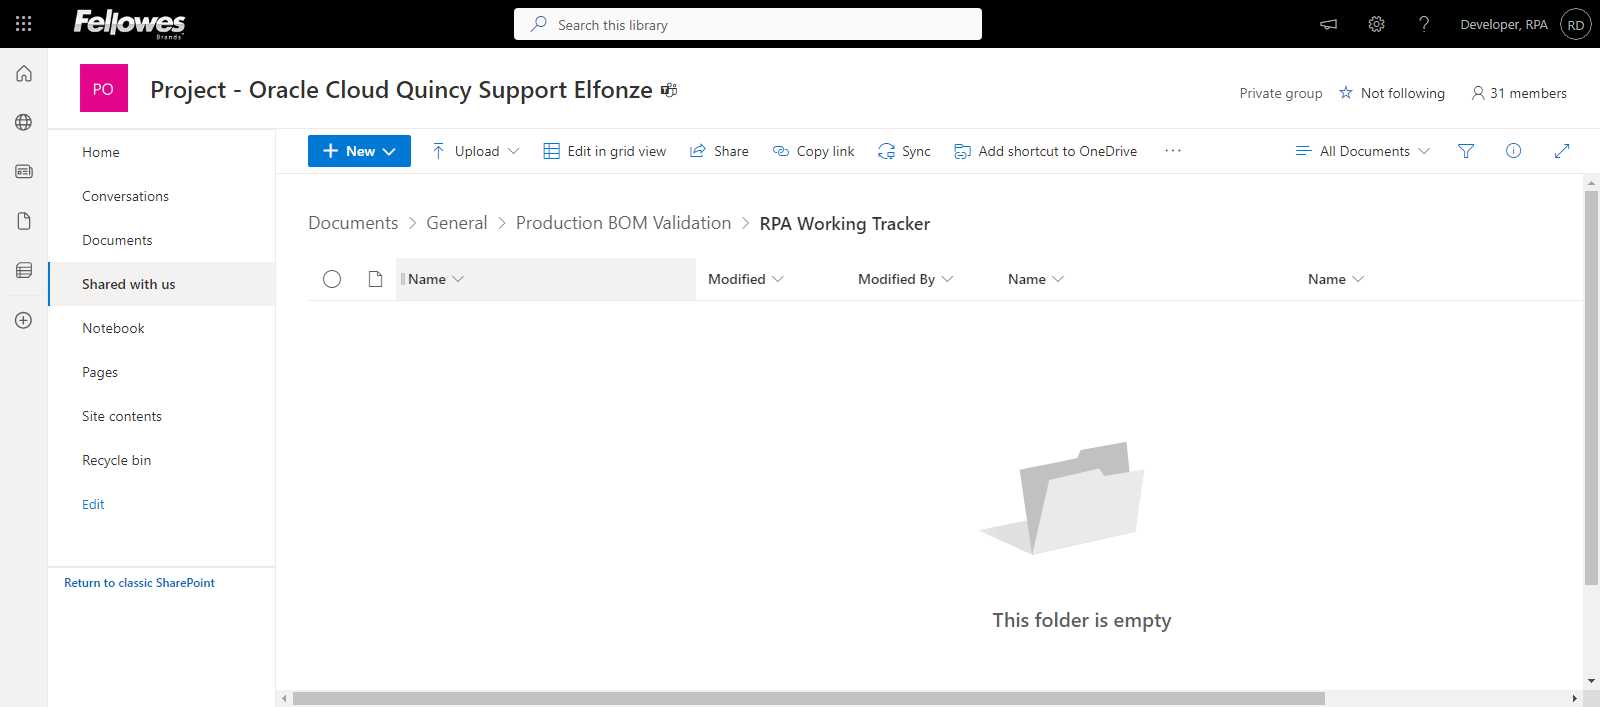 Fellowes
Brands
Search this library
Developer, RPA
RD
PO
Project - Oracle Cloud Quincy Support Elfonze
Private group
Not following
31 members
Home
Conversations
Documents
Shared with us
Notebook
Pages
Site contents
Recycle bin
Edit
Return to classic SharePoint
New
Upload
Edit in grid view
Share
Copy link
Sync
Add shortcut to OneDrive
All Documents
Documents > General > Production BOM Validation > RPA Working Tracker
Name
Modified
Modified By
Name
Name
This folder is empty